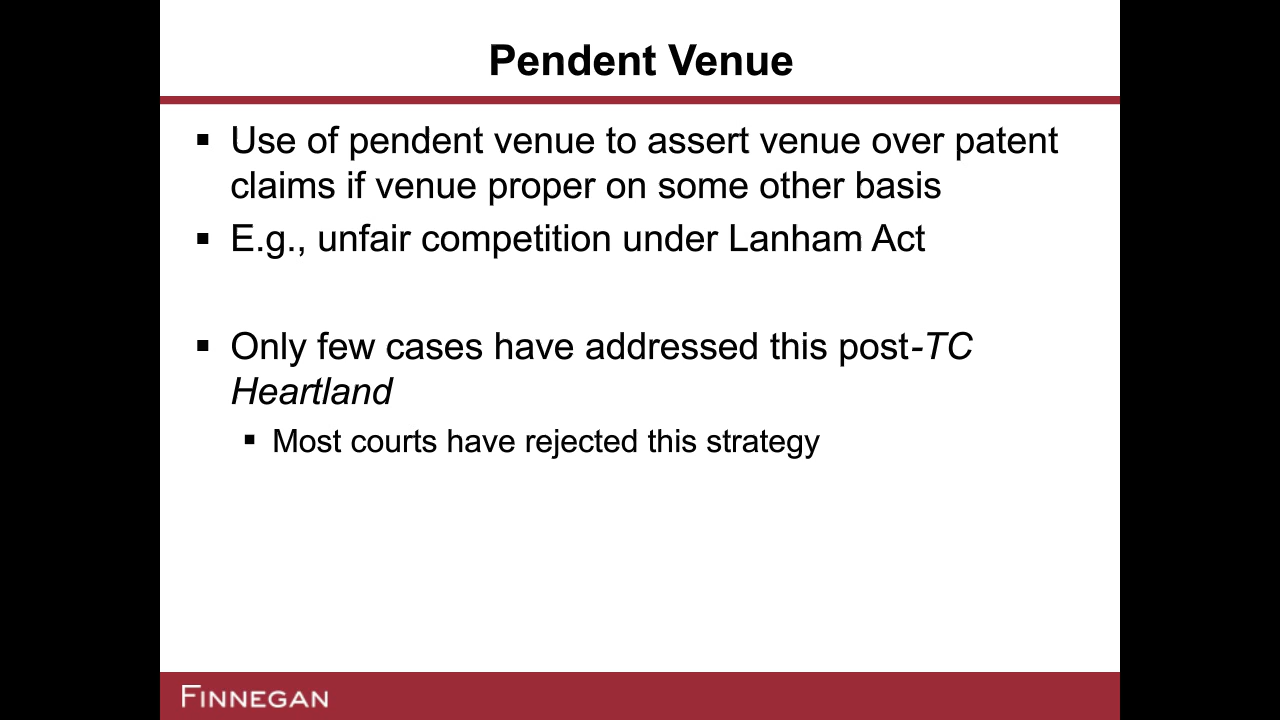 Pendent Venue
▪ Use of pendent venue to assert venue over patent
claims if venue proper on some other basis
▪ E.g., unfair competition under Lanham Act
▪ Only few cases have addressed this post-TC
Heartland
▪ Most courts have rejected this strategy
FINNEGAN